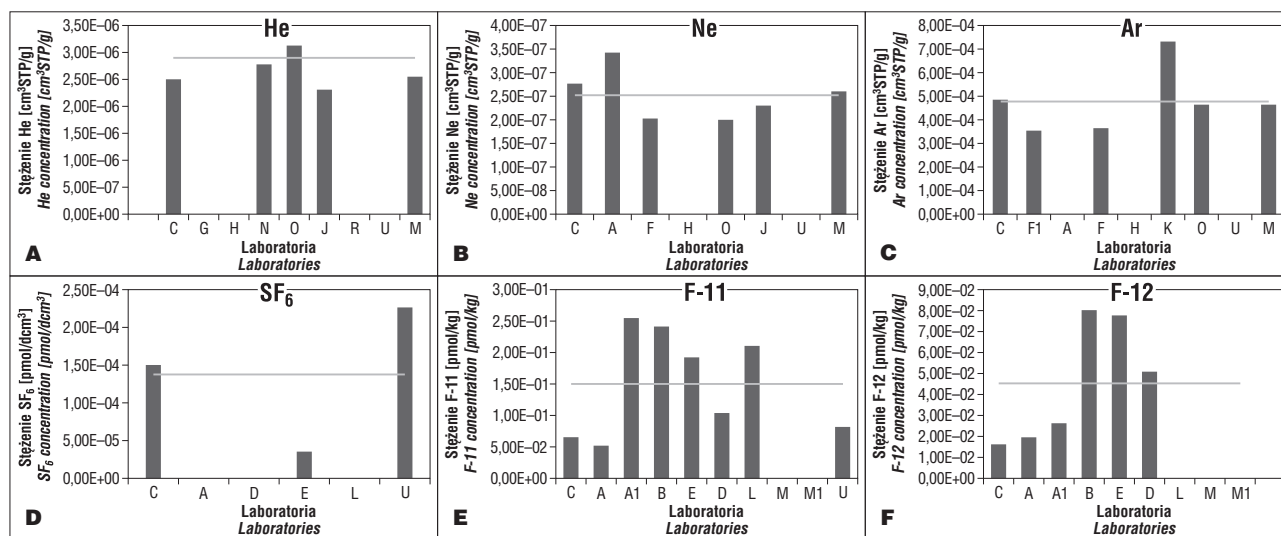 He
Stężenie He [cm³STP/g]
He concentration [cm³STP/g]
3,50E–06
3,00E–06
2,50E–06
2,00E–06
1,50E–06
1,00E–06
5,00E–07
0,00E+00
C G H N O J R U M
Laboratoria
Laboratories
A
Ne
Stężenie Ne [cm³STP/g]
Ne concentration [cm³STP/g]
4,00E–07
3,50E–07
3,00E–07
2,50E–07
2,00E–07
1,50E–07
1,00E–07
5,00E–08
0,00E+00
C A F H O J U M
Laboratoria
Laboratories
B
Ar
Stężenie Ar [cm³STP/g]
Ar concentration [cm³STP/g]
8,00E–04
7,00E–04
6,00E–04
5,00E–04
4,00E–04
3,00E–04
2,00E–04
1,00E–04
0,00E+00
C F1 A F H K O U M
Laboratoria
Laboratories
C
SF₆
Stężenie SF₆ [pmol/dcm³]
SF₆ concentration [pmol/dcm³]
2,50E–04
2,00E–04
1,50E–04
1,00E–04
5,00E–05
0,00E+00
C A D E L U
Laboratoria
Laboratories
D
F-11
Stężenie F-11 [pmol/kg]
F-11 concentration [pmol/kg]
3,00E–01
2,50E–01
2,00E–01
1,50E–01
1,00E–01
5,00E–02
0,00E+00
C A A1 B E D L M M1 U
Laboratoria
Laboratories
E
F-12
Stężenie F-12 [pmol/kg]
F-12 concentration [pmol/kg]
9,00E–02
8,00E–02
7,00E–02
6,00E–02
5,00E–02
4,00E–02
3,00E–02
2,00E–02
1,00E–02
0,00E+00
C A A1 B E D L M M1
Laboratoria
Laboratories
F